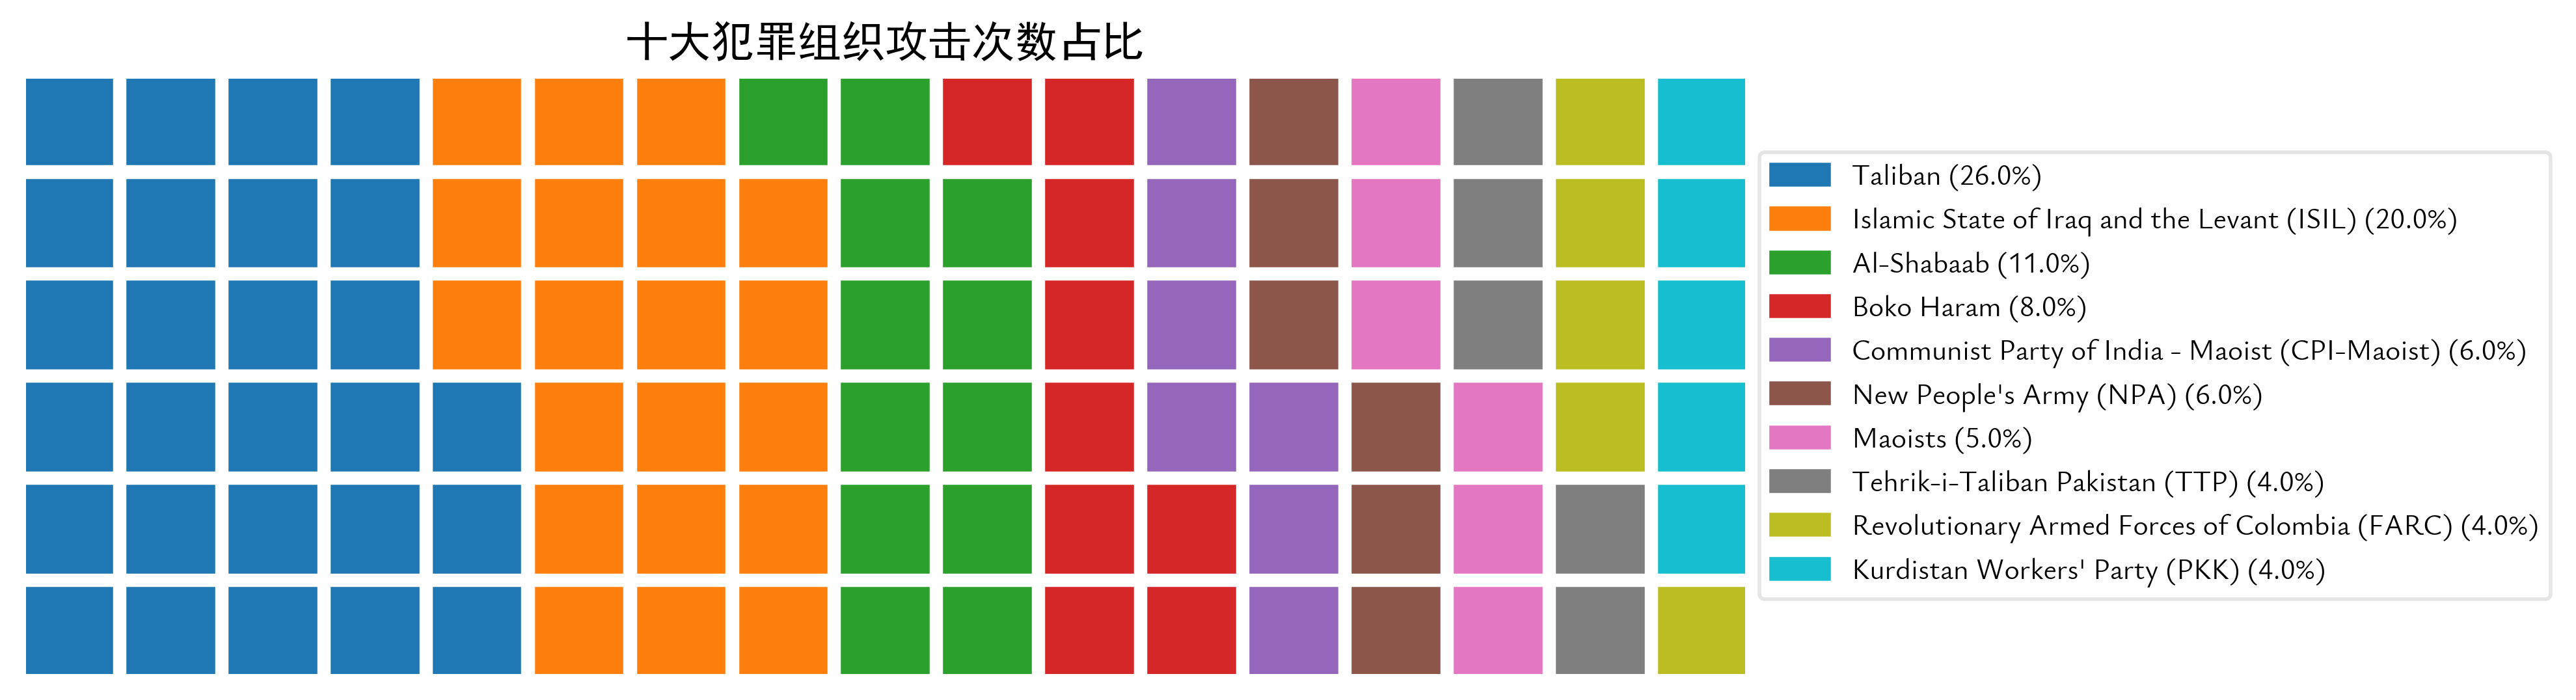 十大犯罪组织攻击次数占比
Taliban (26.0%)
Islamic State of Iraq and the Levant (ISIL) (20.0%)
Al-Shabaab (11.0%)
Boko Haram (8.0%)
Communist Party of India - Maoist (CPI-Maoist) (6.0%)
New People's Army (NPA) (6.0%)
Maoists (5.0%)
Tehrik-i-Taliban Pakistan (TTP) (4.0%)
Revolutionary Armed Forces of Colombia (FARC) (4.0%)
Kurdistan Workers' Party (PKK) (4.0%)